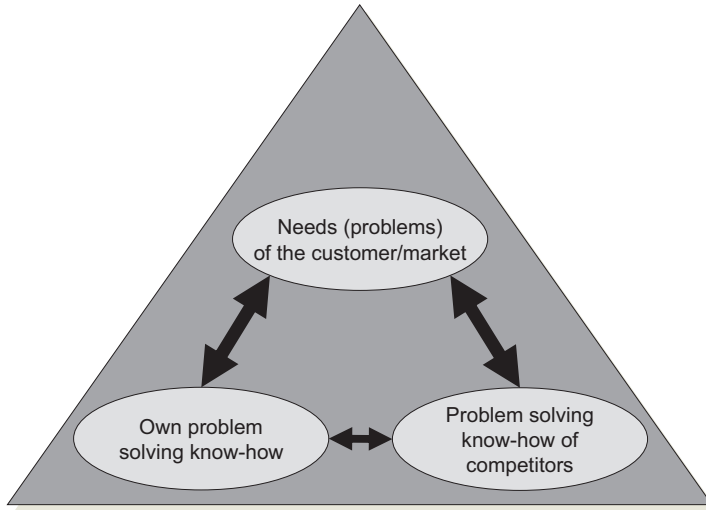 Needs (problems)
of the customer/market
Own problem
solving know-how
Problem solving
know-how of
competitors